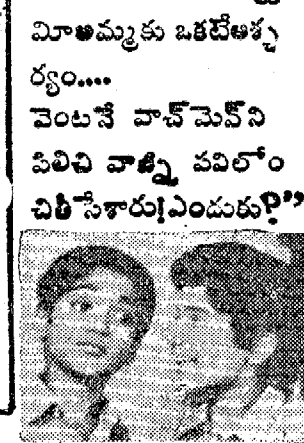 మీఅమ్మకు ఒకటేఆశ్చ
ర్యం....
వెంటనే వాచ్‌మెన్‌ని
పిలిచి వాణ్ని పవిలోం
చితీసేశారు!ఎందుకు?"